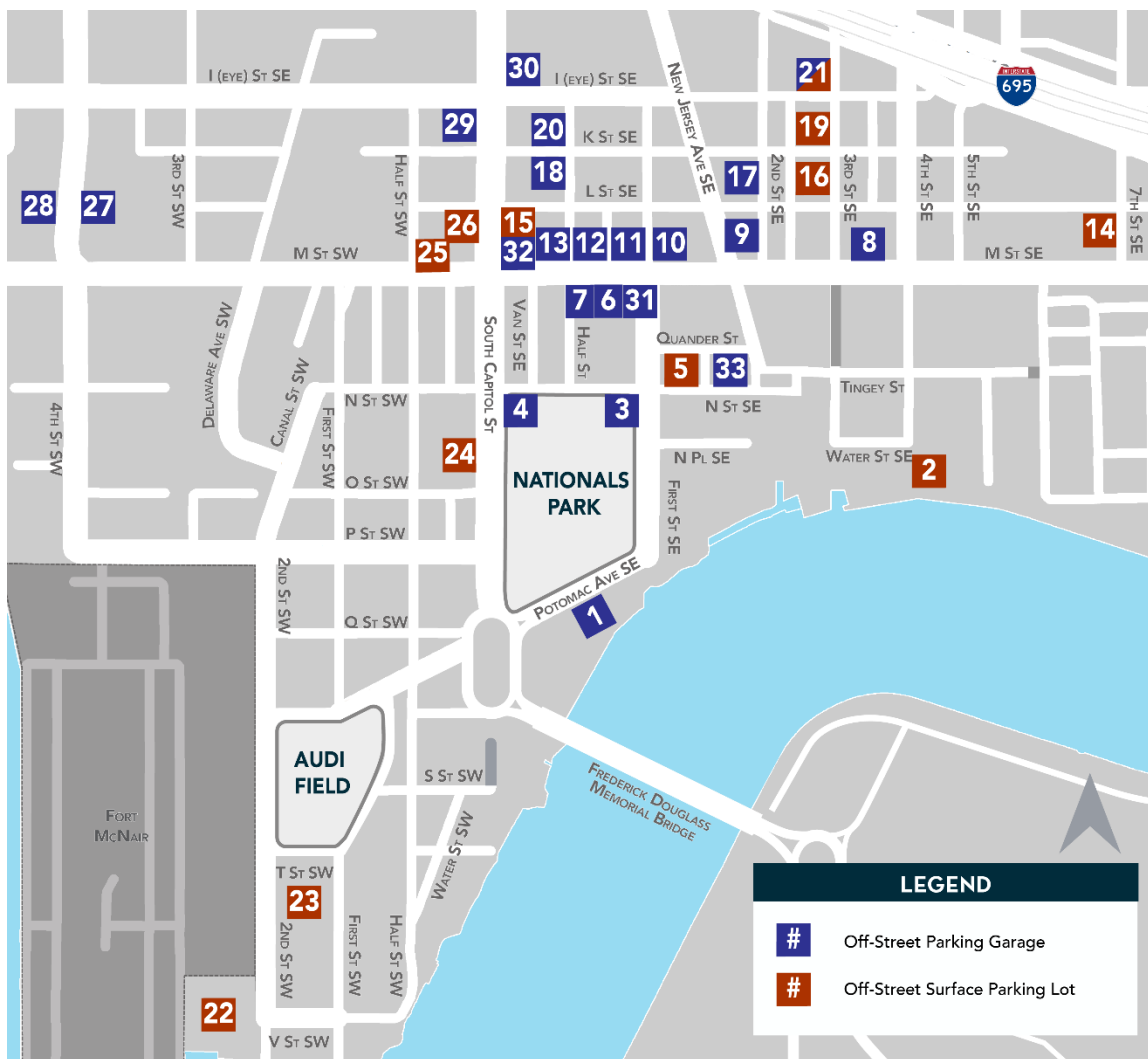 30
I (EYE) ST SE
I (EYE) ST SE
NEW JERSEY AVE SE
21
INTERSTATE
695
29
20
K ST SE
19
3RD ST SW
HALF ST SW
18
L ST SE
17
2ND ST SE
16
3RD ST SE
4TH ST SE
5TH ST SE
7TH ST SE
28
27
26
15
14
M ST SW
25
32
13
12
11
10
9
8
M ST SE
7
6
31
VAN ST SE
HALF ST
SOUTH CAPITOL ST
QUANDER ST
5
33
DELAWARE AVE SW
CANAL ST SW
N ST SW
4
3
N ST SE
TINGEY ST
4TH ST SW
FIRST ST SW
24
NATIONALS
PARK
N PL SE
WATER ST SE
2
O ST SW
FIRST ST SE
P ST SW
2ND ST SW
POTOMAC AVE SE
1
Q ST SW
AUDI
FIELD
S ST SW
FREDERICK DOUGLASS
MEMORIAL BRIDGE
FORT
MCNAIR
WATER ST SW
T ST SW
23
2ND ST SW
FIRST ST SW
HALF ST SW
22
V ST SW
LEGEND
# Off-Street Parking Garage
# Off-Street Surface Parking Lot